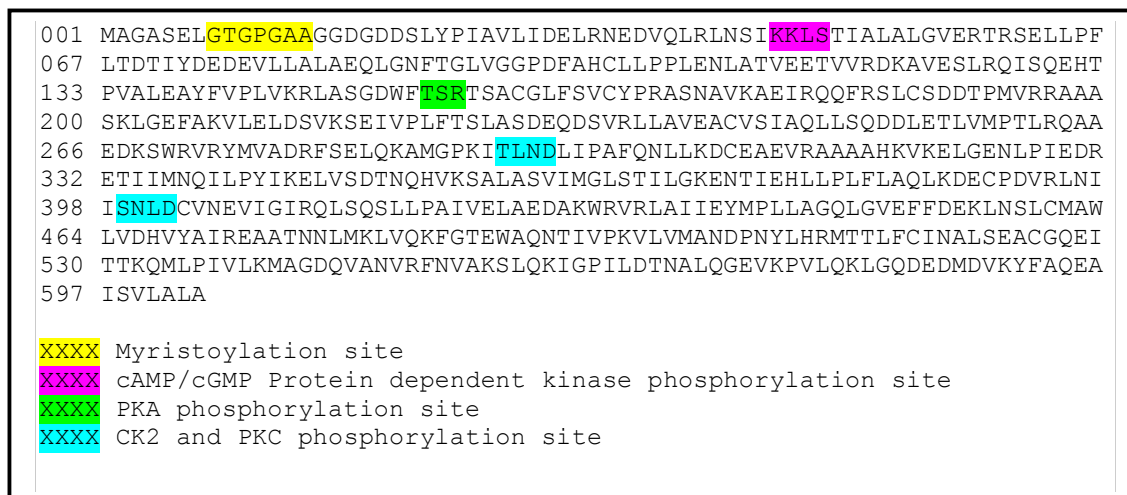 001 MAGASELGTGPGAAGGDGDDSLYPIAVLIDELRNEDVQLRLNSIKKLSTIALALGVERTRSELLPF
067 LTDTIYDEDEVLLALAEQLGNFTGLVGGPDFAHCLLPPLENLATVEETVVRDKAVESLRQISQEHT
133 PVALEAYFVPLVKRLASGDWFTSRTSACGLFSVCYPRASNAVKAEIRQQFRSLCSDDTPMVRRAAA
200 SKLGEFAKVLELDSVKSEIVPLFTSLASDEQDSVRLLAVEACVSIAQLLSQDDLETLVMPTLRQAA
266 EDKSWRVRYMVADRFSELQKAMGPKITLNDLIPAFQNLLKDCEAEVRAAAAHKVKELGENLPIEDR
332 ETIIMNQILPYIKELVSDTNQHVKSALASVIMGLSTILGKENTIEHLLPLFLAQLKDECPDVRLNI
398 ISNLDCVNEVIGIRQLSQSLLPAIVELAEDAKWRVRLAIIEYMPLLAGQLGVEFFDEKLNSLCMAW
464 LVDHVYAIREAATNNLMKLVQKFGTEWAQNTIVPKVLVMANDPNYLHRMTTLFCINALSEACGQEI
530 TTKQMLPIVLKMAGDQVANVRFNVAKSLQKIGPILDTNALQGEVKPVLQKLGQDEDMDVKYFAQEA
597 ISVLALA
XXXX Myristoylation site
XXXX cAMP/cGMP Protein dependent kinase phosphorylation site
XXXX PKA phosphorylation site
XXXX CK2 and PKC phosphorylation site